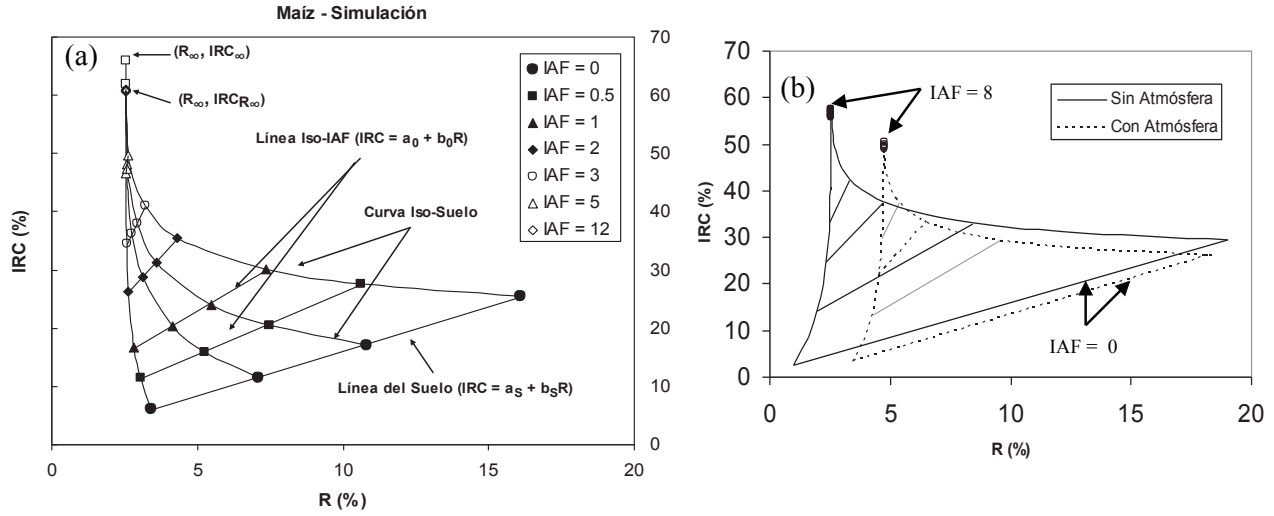 Maíz - Simulación
(a)
(R∞, IRC∞)
(R∞, IRCR∞)
Línea Iso-IAF (IRC = a0 + b0R)
Curva Iso-Suelo
Línea del Suelo (IRC = aS + bSR)
IAF = 0
IAF = 0.5
IAF = 1
IAF = 2
IAF = 3
IAF = 5
IAF = 12
IRC (%)
70
60
50
40
30
20
10
0
0
5
10
15
20
R (%)
(b)
IAF = 8
Sin Atmósfera
Con Atmósfera
IAF = 0
IRC (%)
70
60
50
40
30
20
10
0
0
5
10
15
20
R (%)